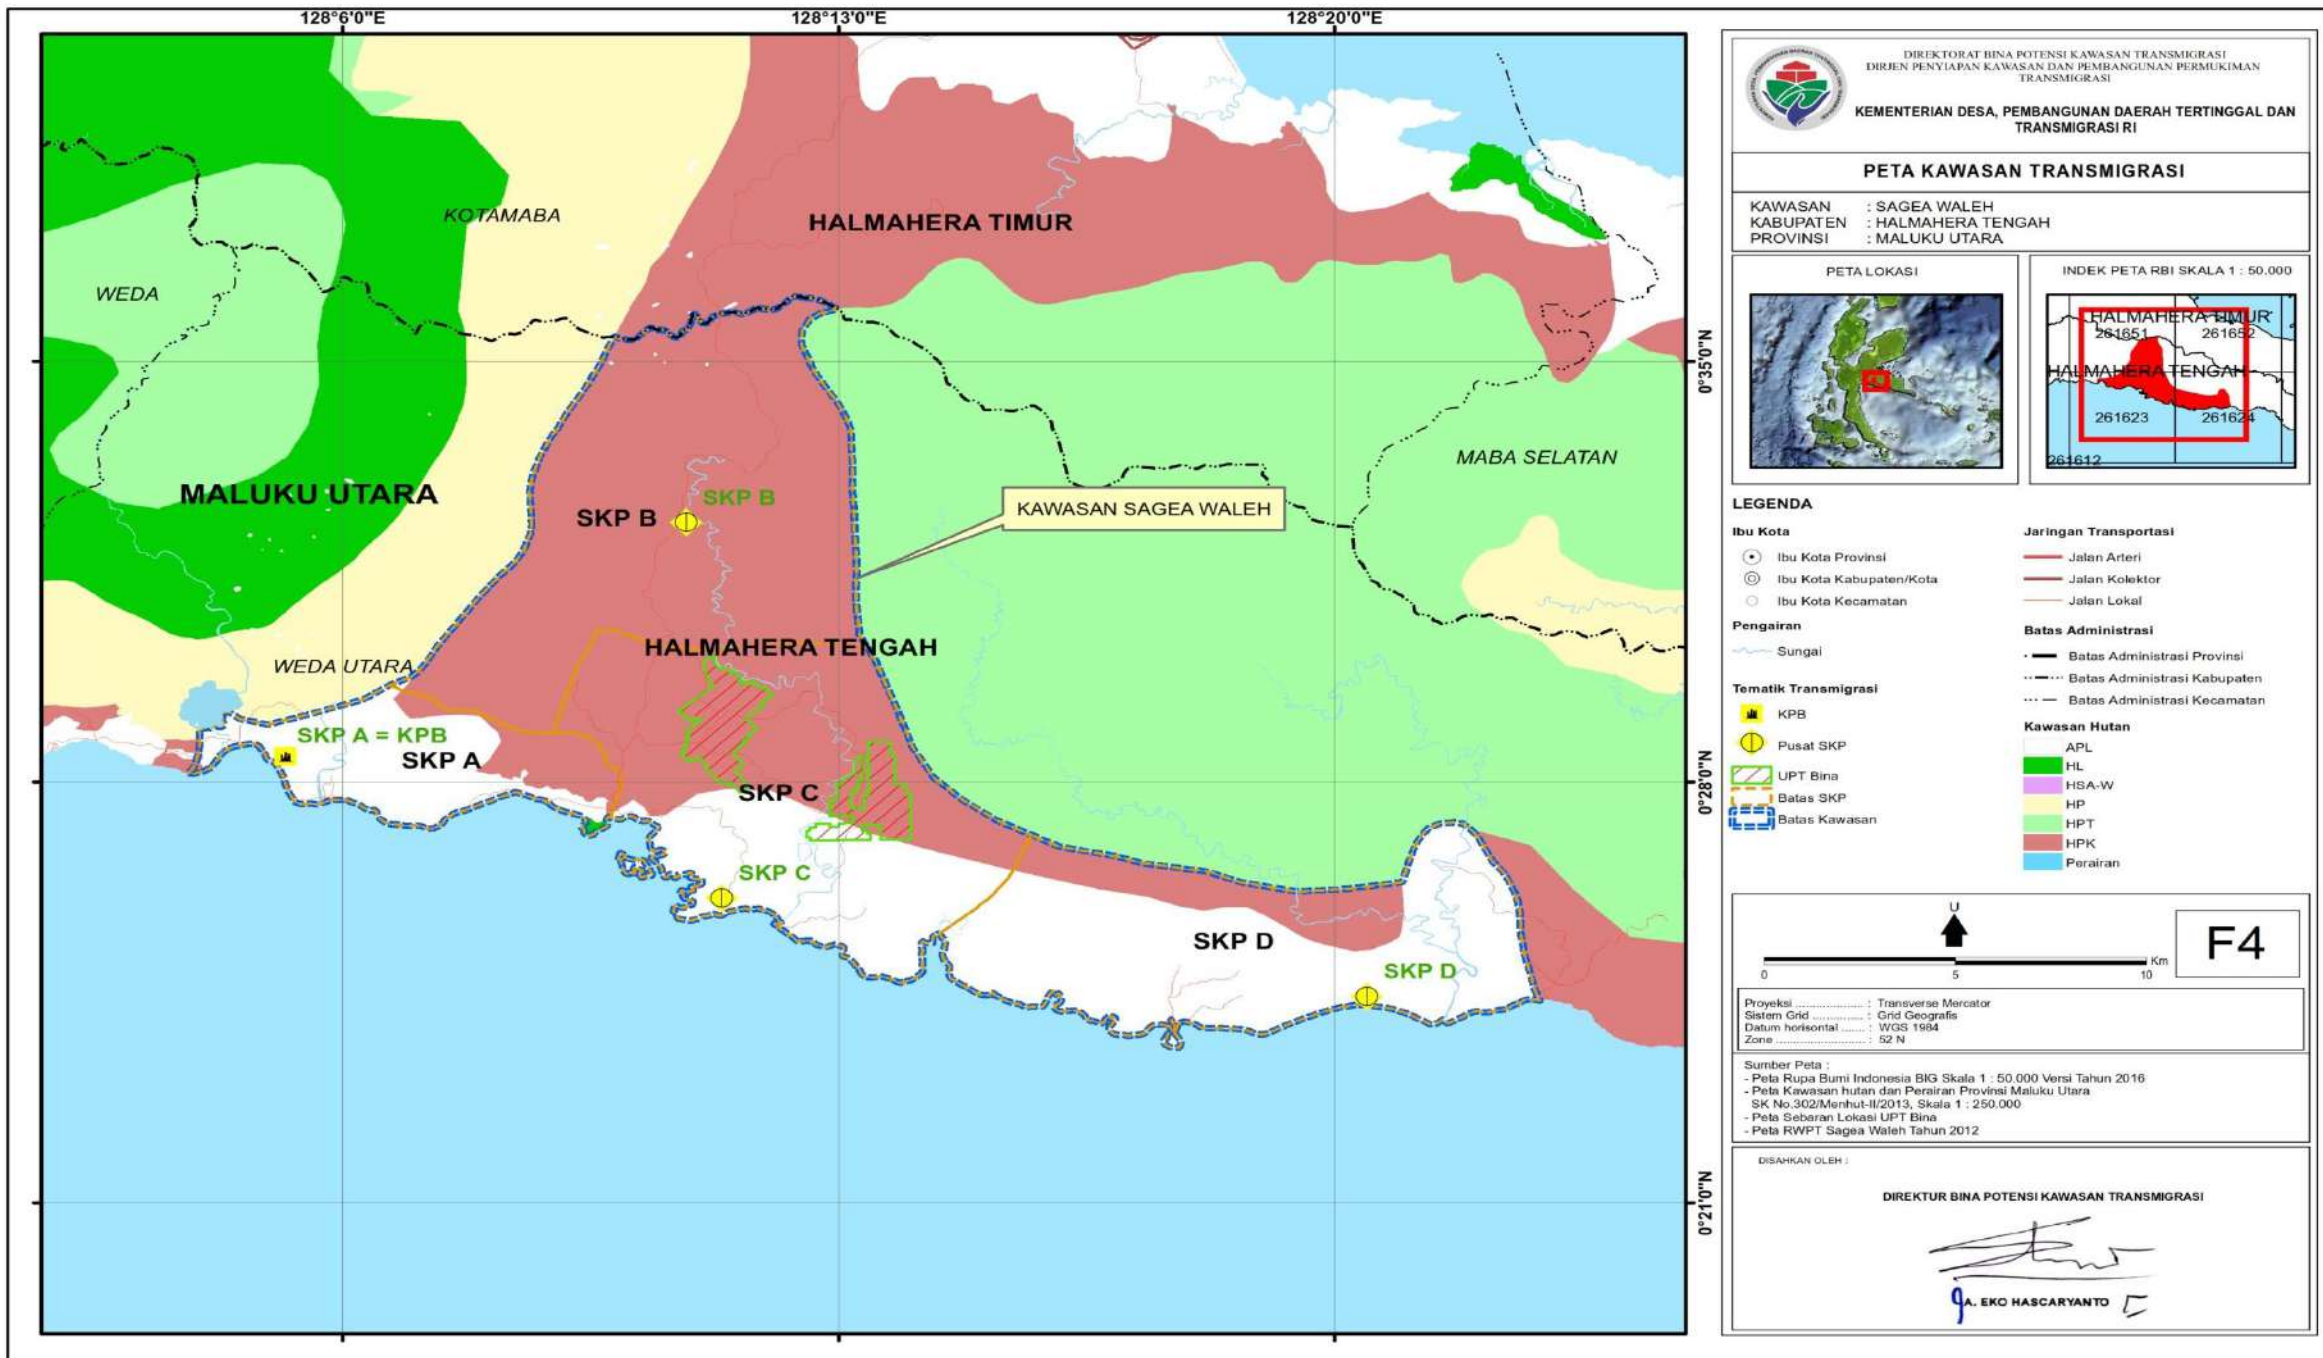 128°6'0"E
128°13'0"E
128°20'0"E
0°35'0"N
0°28'0"N
0°21'0"N
KOTAMABA
HALMAHERA TIMUR
WEDA
MALUKU UTARA
MABA SELATAN
SKP B
SKP B
KAWASAN SAGEA WALEH
HALMAHERA TENGAH
WEDA UTARA
SKP A = KPB
SKP A
SKP C
SKP C
SKP D
SKP D
DIREKTORAT BINA POTENSI KAWASAN TRANSMIGRASI
DIRJEN PENYIAPAN KAWASAN DAN PEMBANGUNAN PERMUKIMAN
TRANSMIGRASI
KEMENTERIAN DESA, PEMBANGUNAN DAERAH TERTINGGAL DAN
TRANSMIGRASI RI
PETA KAWASAN TRANSMIGRASI
KAWASAN : SAGEA WALEH
KABUPATEN : HALMAHERA TENGAH
PROVINSI : MALUKU UTARA
PETA LOKASI
INDEK PETA RBI SKALA 1 : 50.000
HALMAHERA TIMUR
261651 261652
HALMAHERA TENGAH
261623 261624
261612
LEGENDA
Ibu Kota
Ibu Kota Provinsi
Ibu Kota Kabupaten/Kota
Ibu Kota Kecamatan
Pengairan
Sungai
Tematik Transmigrasi
KPB
Pusat SKP
UPT Bina
Batas SKP
Batas Kawasan
Jaringan Transportasi
Jalan Arteri
Jalan Kolektor
Jalan Lokal
Batas Administrasi
Batas Administrasi Provinsi
Batas Administrasi Kabupaten
Batas Administrasi Kecamatan
Kawasan Hutan
APL
HL
HSA-W
HP
HPT
HPK
Perairan
U
Km
0 5 10
F4
Proyeksi ................... : Transverse Mercator
Sistem Grid ............... : Grid Geografis
Datum horisontal ....... : WGS 1984
Zone .......................... : 52 N
Sumber Peta :
- Peta Rupa Bumi Indonesia BIG Skala 1 : 50.000 Versi Tahun 2016
- Peta Kawasan hutan dan Perairan Provinsi Maluku Utara
SK No.302/Menhut-II/2013, Skala 1 : 250.000
- Peta Sebaran Lokasi UPT Bina
- Peta RWPT Sagea Waleh Tahun 2012
DISAHKAN OLEH :
DIREKTUR BINA POTENSI KAWASAN TRANSMIGRASI
A. EKO HASCARYANTO